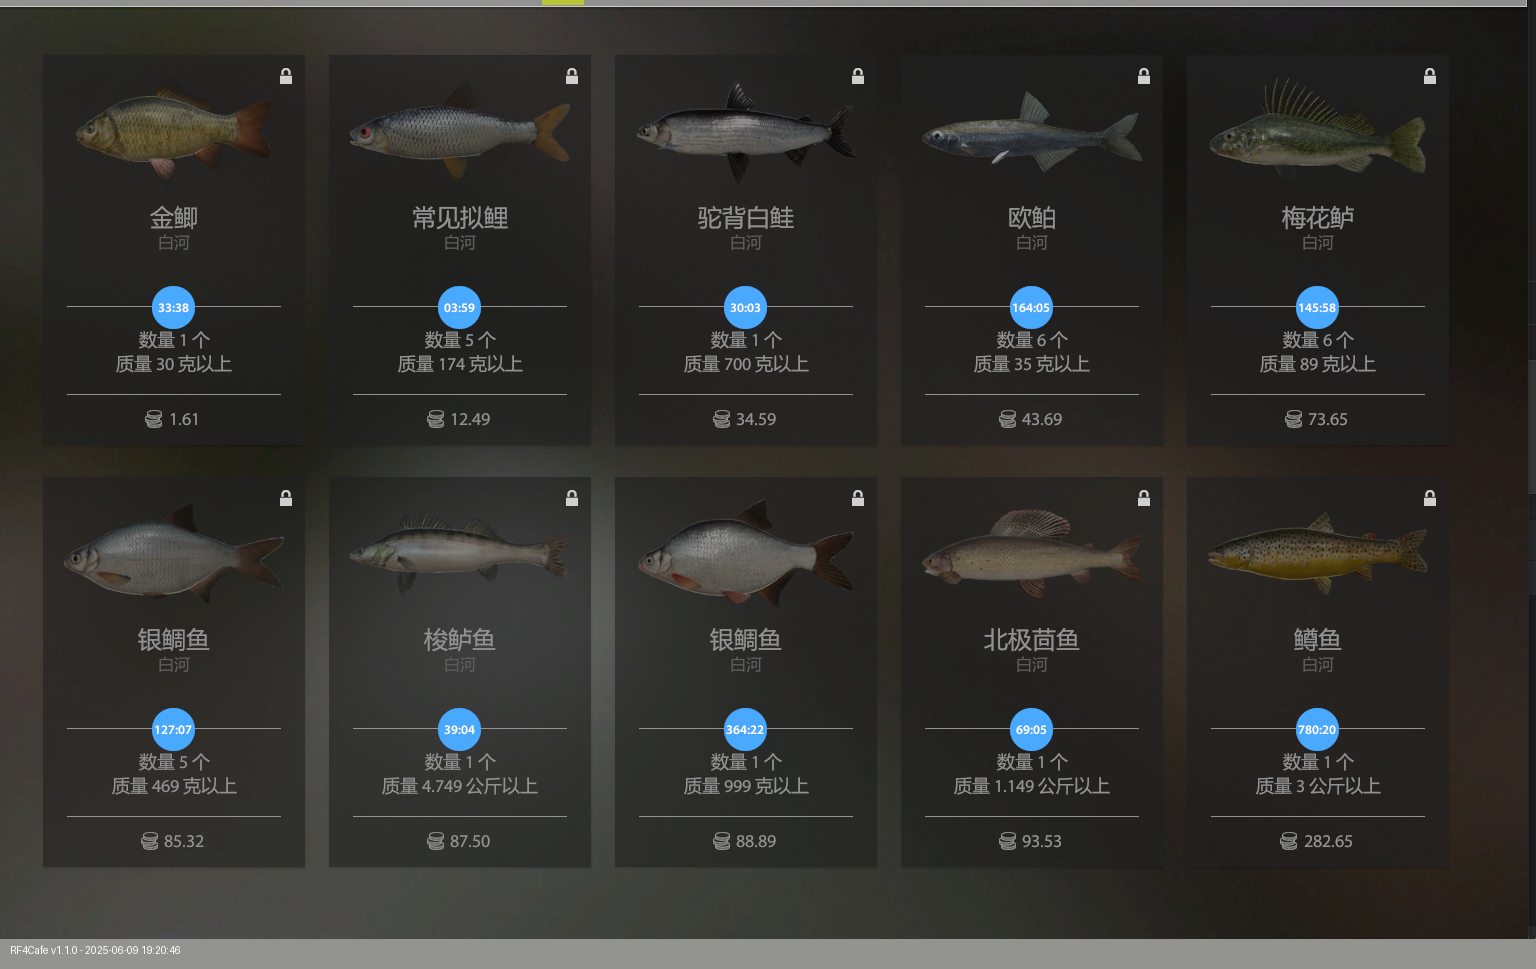 金鲫
白河
33:38
数量 1 个
质量 30 克以上
1.61
常见拟鲤
白河
03:59
数量 5 个
质量 174 克以上
12.49
驼背白鲑
白河
30:03
数量 1 个
质量 700 克以上
34.59
欧鲌
白河
164:05
数量 6 个
质量 35 克以上
43.69
梅花鲈
白河
145:58
数量 6 个
质量 89 克以上
73.65
银鲷鱼
白河
127:07
数量 5 个
质量 469 克以上
85.32
梭鲈鱼
白河
39:04
数量 1 个
质量 4.749 公斤以上
87.50
银鲷鱼
白河
364:22
数量 1 个
质量 999 克以上
88.89
北极茴鱼
白河
69:05
数量 1 个
质量 1.149 公斤以上
93.53
鳟鱼
白河
780:20
数量 1 个
质量 3 公斤以上
282.65
RF4Cafe v1.1.0 - 2025-06-09 19:20:46